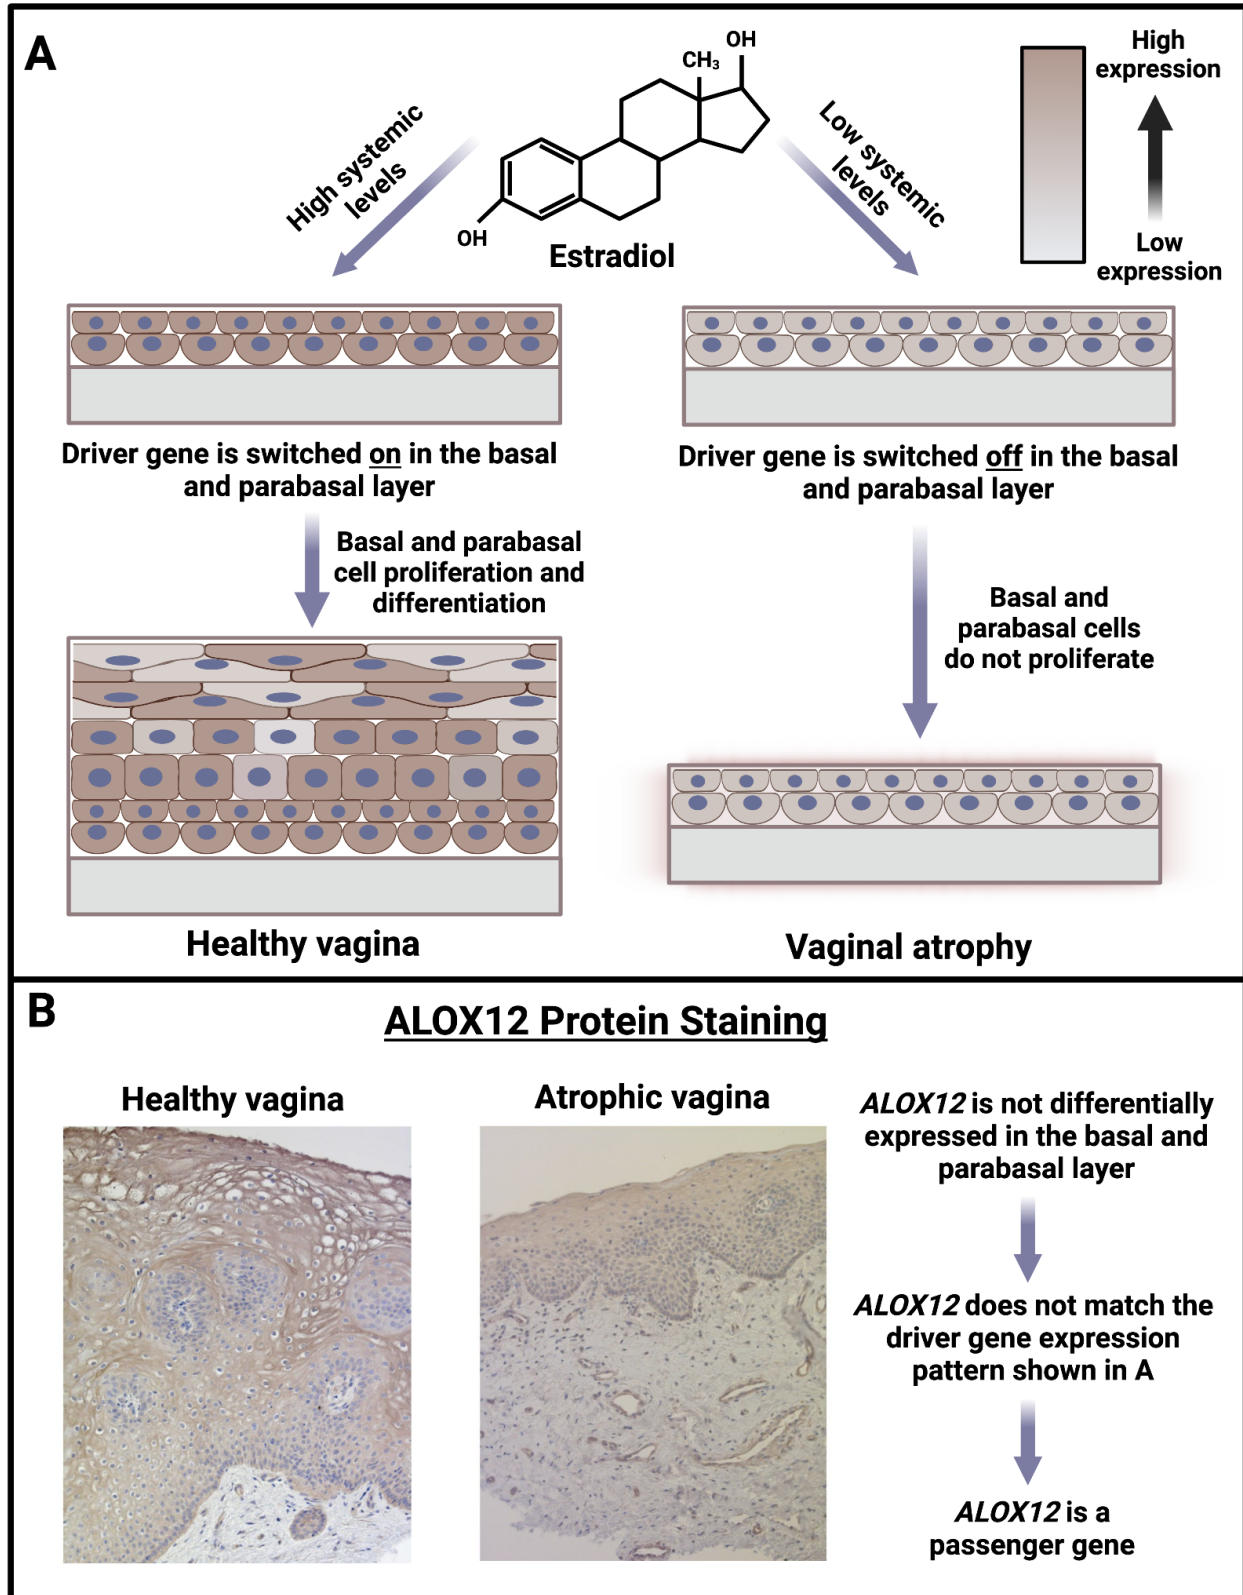 A
High systemic
levels
OH
CH₃
OH
Estradiol
Low systemic
levels
High
expression
Low
expression
Driver gene is switched on in the basal
and parabasal layer
Driver gene is switched off in the basal
and parabasal layer
Basal and parabasal
cell proliferation and
differentiation
Basal and
parabasal cells
do not proliferate
Healthy vagina
Vaginal atrophy
B
ALOX12 Protein Staining
Healthy vagina
Atrophic vagina
ALOX12 is not differentially
expressed in the basal and
parabasal layer
ALOX12 does not match the
driver gene expression
pattern shown in A
ALOX12 is a
passenger gene